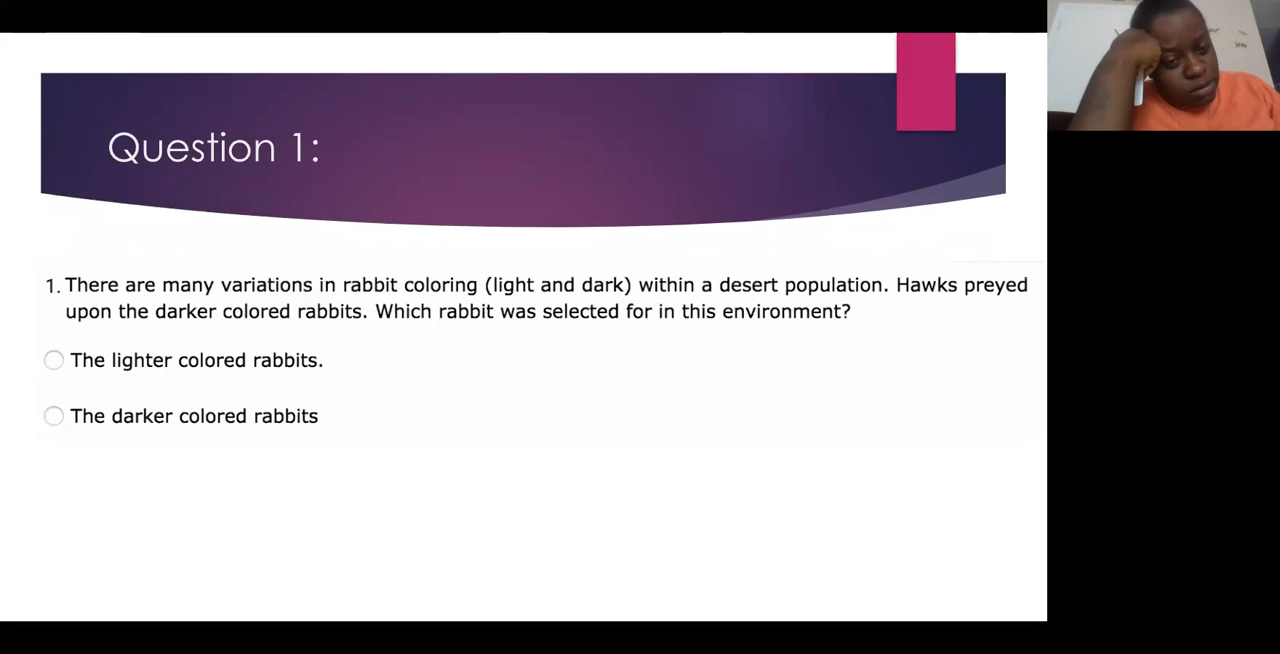 Question 1:
1. There are many variations in rabbit coloring (light and dark) within a desert population. Hawks preyed
upon the darker colored rabbits. Which rabbit was selected for in this environment?
The lighter colored rabbits.
The darker colored rabbits